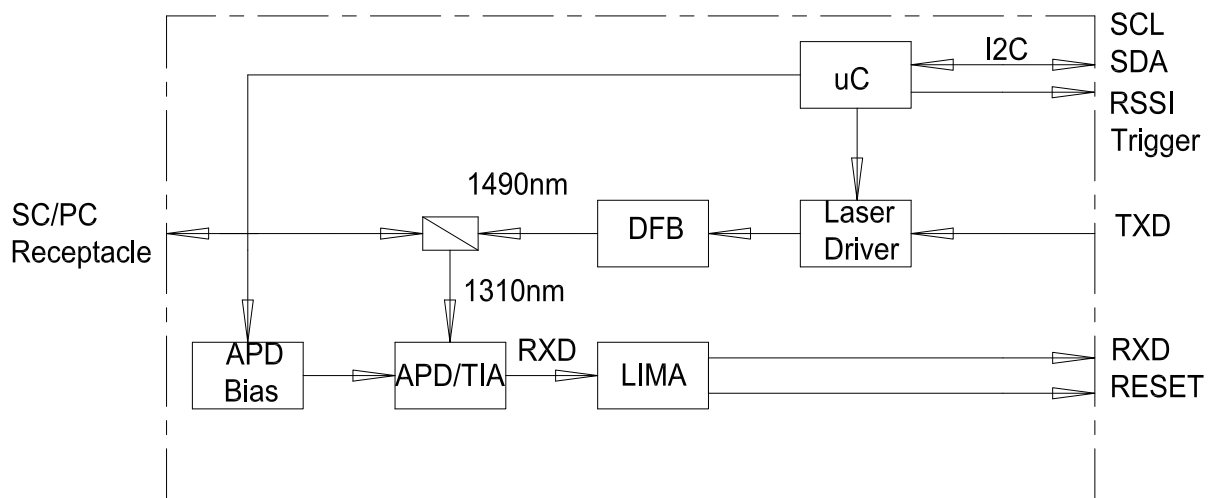 SCL
I2C
SDA
uC
RSSI
Trigger
1490nm
SC/PC
Receptacle
DFB
Laser
Driver
TXD
1310nm
APD
Bias
APD/TIA
RXD
LIMA
RXD
RESET